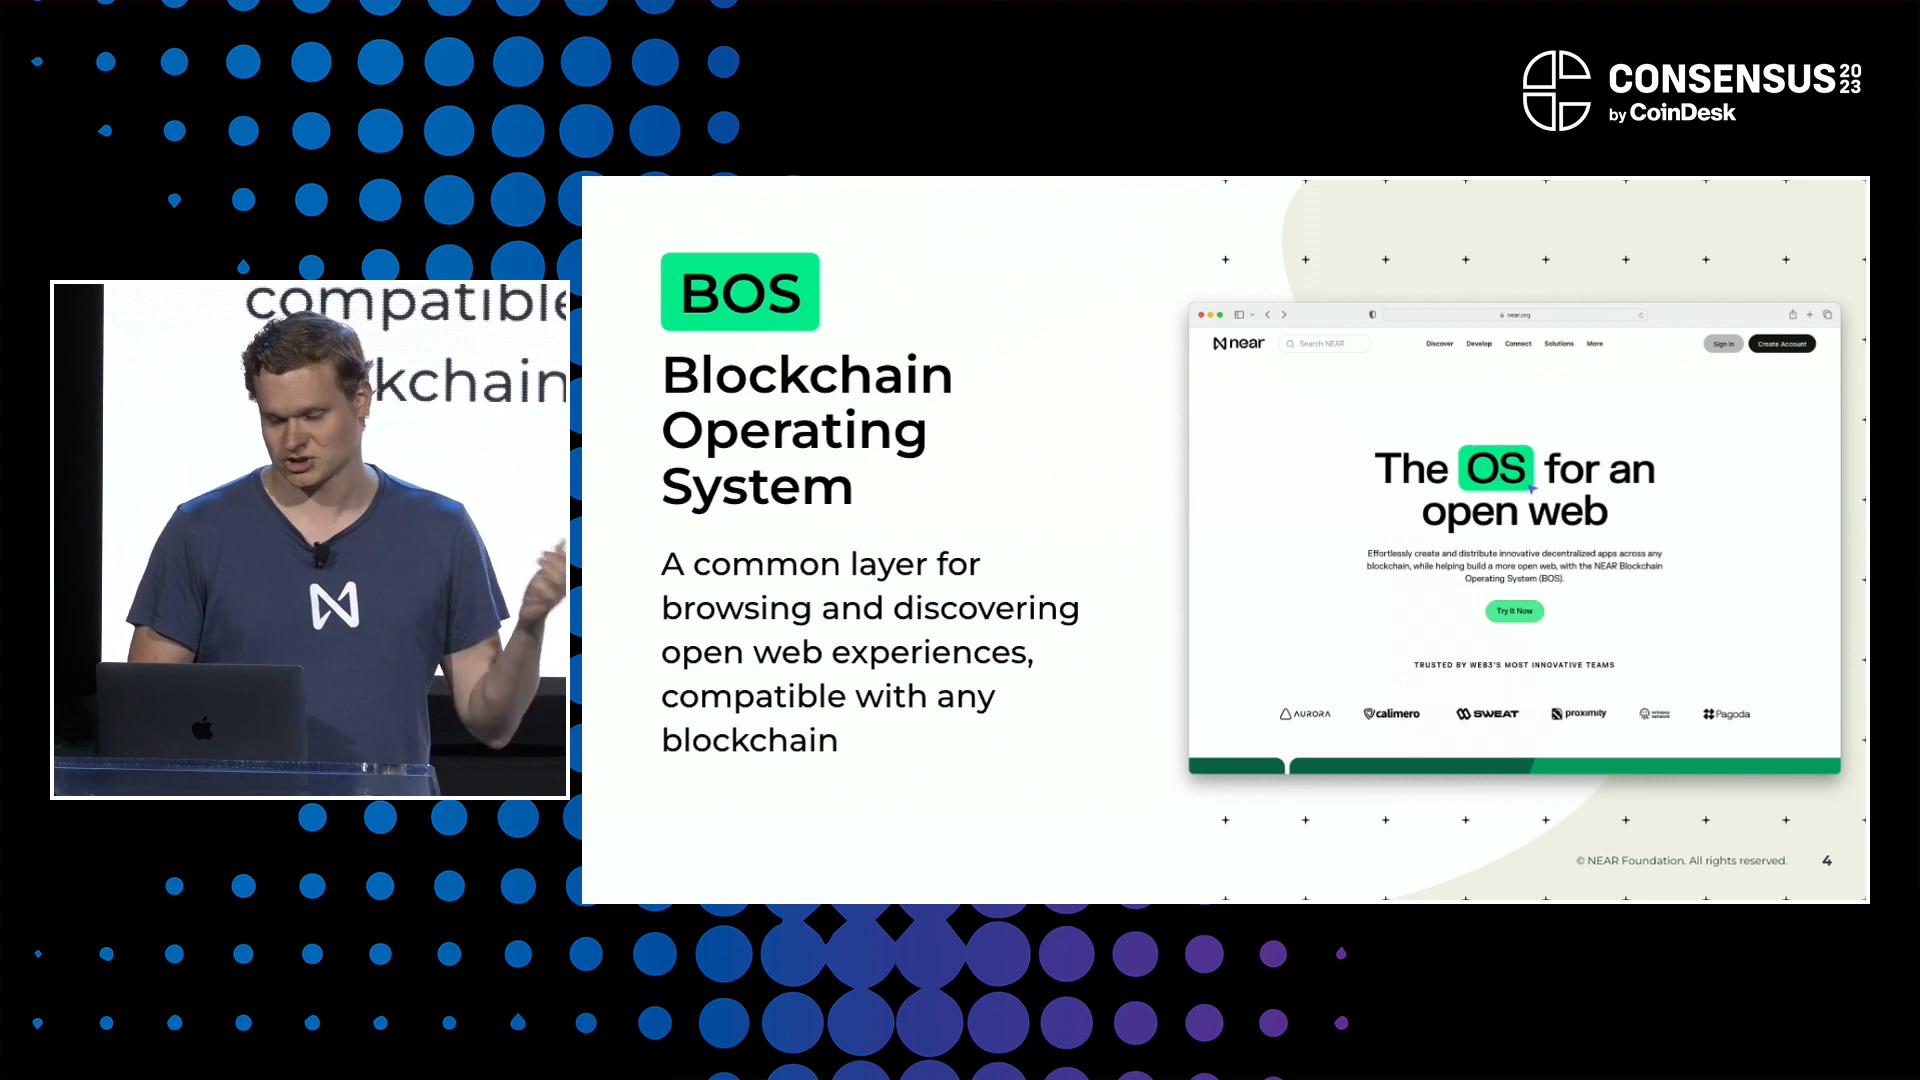 CONSENSUS 20
23
by CoinDesk
compatible
kchain
BOS
Blockchain
Operating
System
A common layer for
browsing and discovering
open web experiences,
compatible with any
blockchain
near.org
near
Search NEAR
Discover
Develop
Connect
Solutions
More
Sign In
Create Account
The OS for an
open web
Effortlessly create and distribute innovative decentralized apps across any
blockchain, while helping build a more open web, with the NEAR Blockchain
Operating System (BOS).
Try It Now
TRUSTED BY WEB3'S MOST INNOVATIVE TEAMS
AURORA
calimero
SWEAT
proximity
Pagoda
© NEAR Foundation. All rights reserved.
4